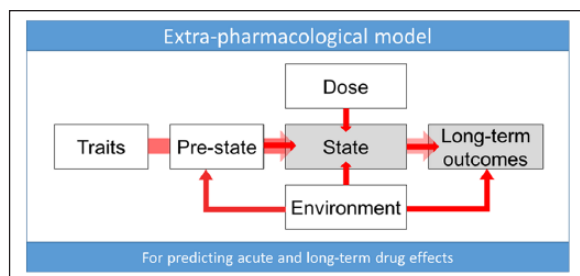 Extra-pharmacological model
Dose
Traits
Pre-state
State
Long-term
outcomes
Environment
For predicting acute and long-term drug effects